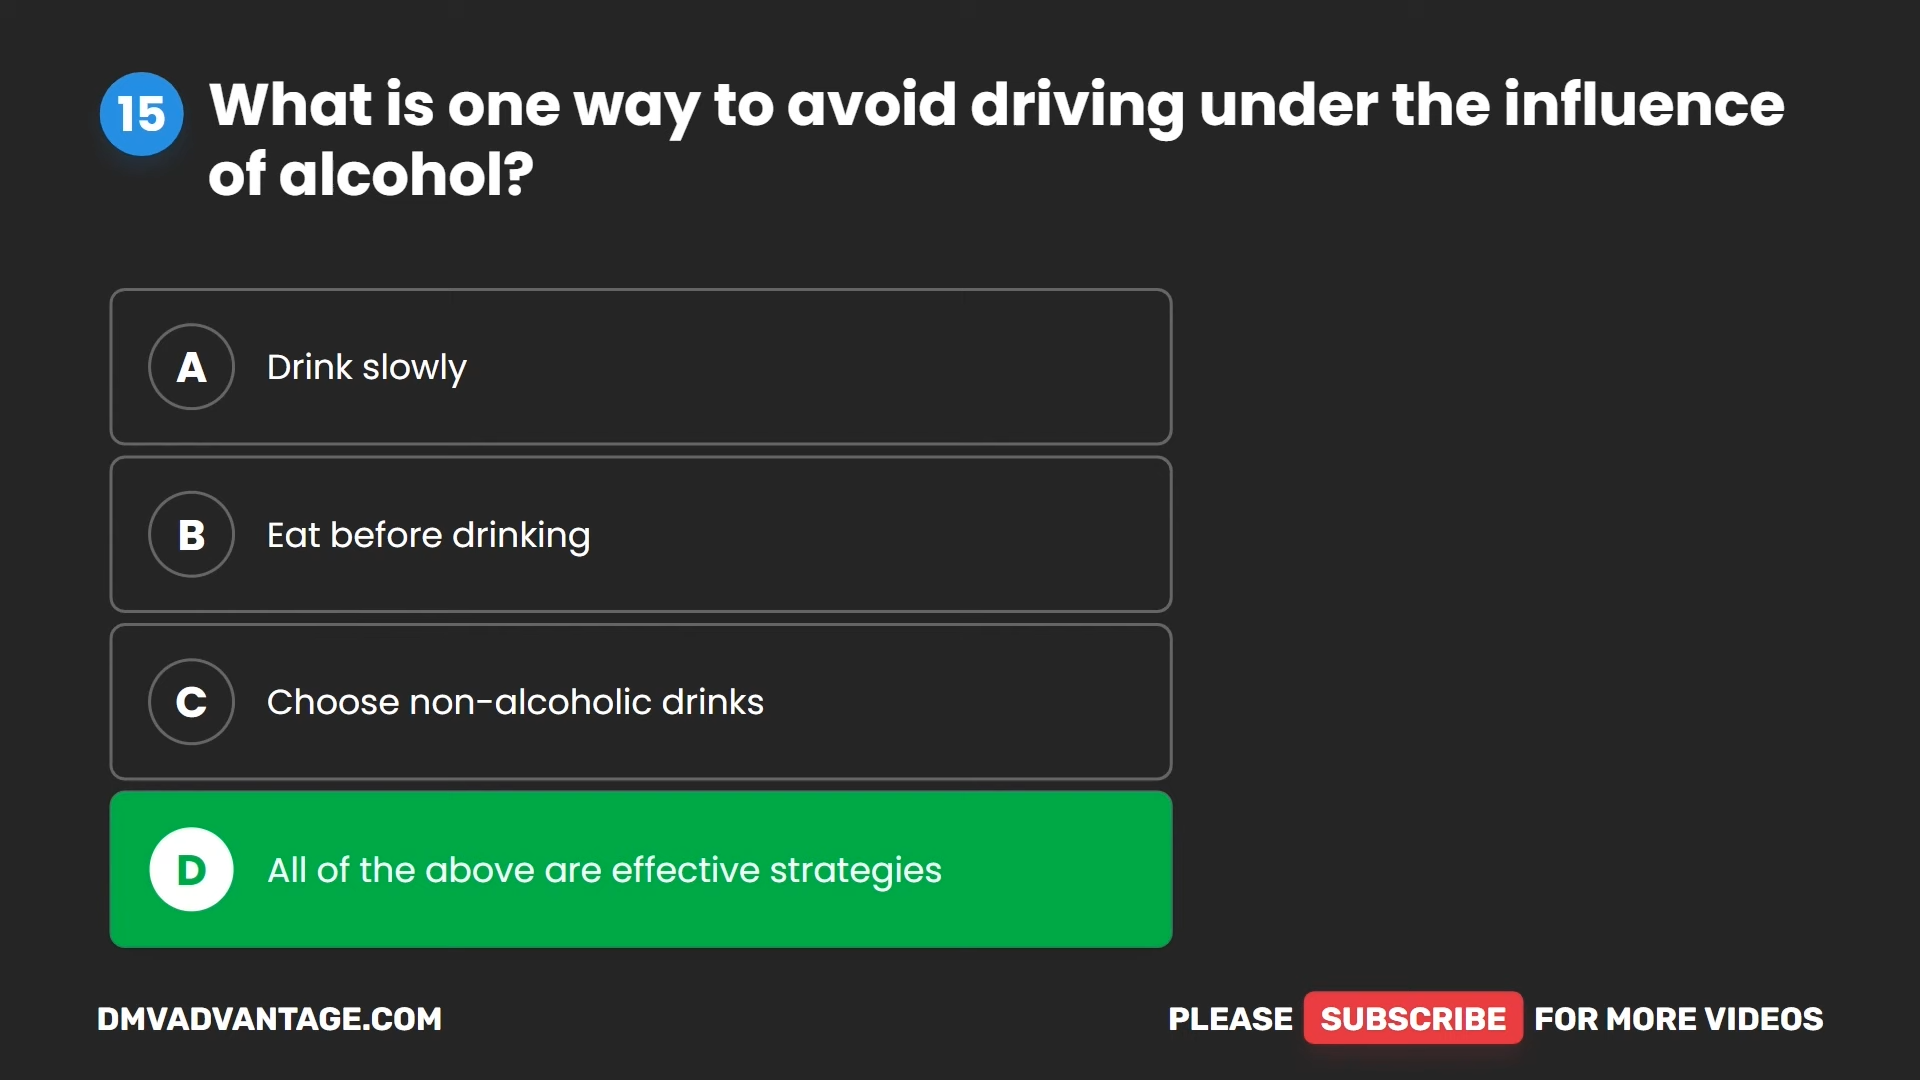 15 What is one way to avoid driving under the influence
of alcohol?
A Drink slowly
B Eat before drinking
C Choose non-alcoholic drinks
D All of the above are effective strategies
DMVADVANTAGE.COM PLEASE SUBSCRIBE FOR MORE VIDEOS